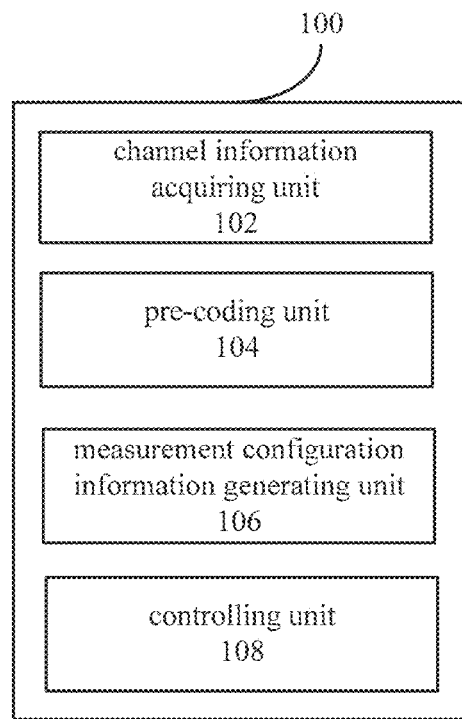 100
channel information
acquiring unit
102
pre-coding unit
104
measurement configuration
information generating unit
106
controlling unit
108